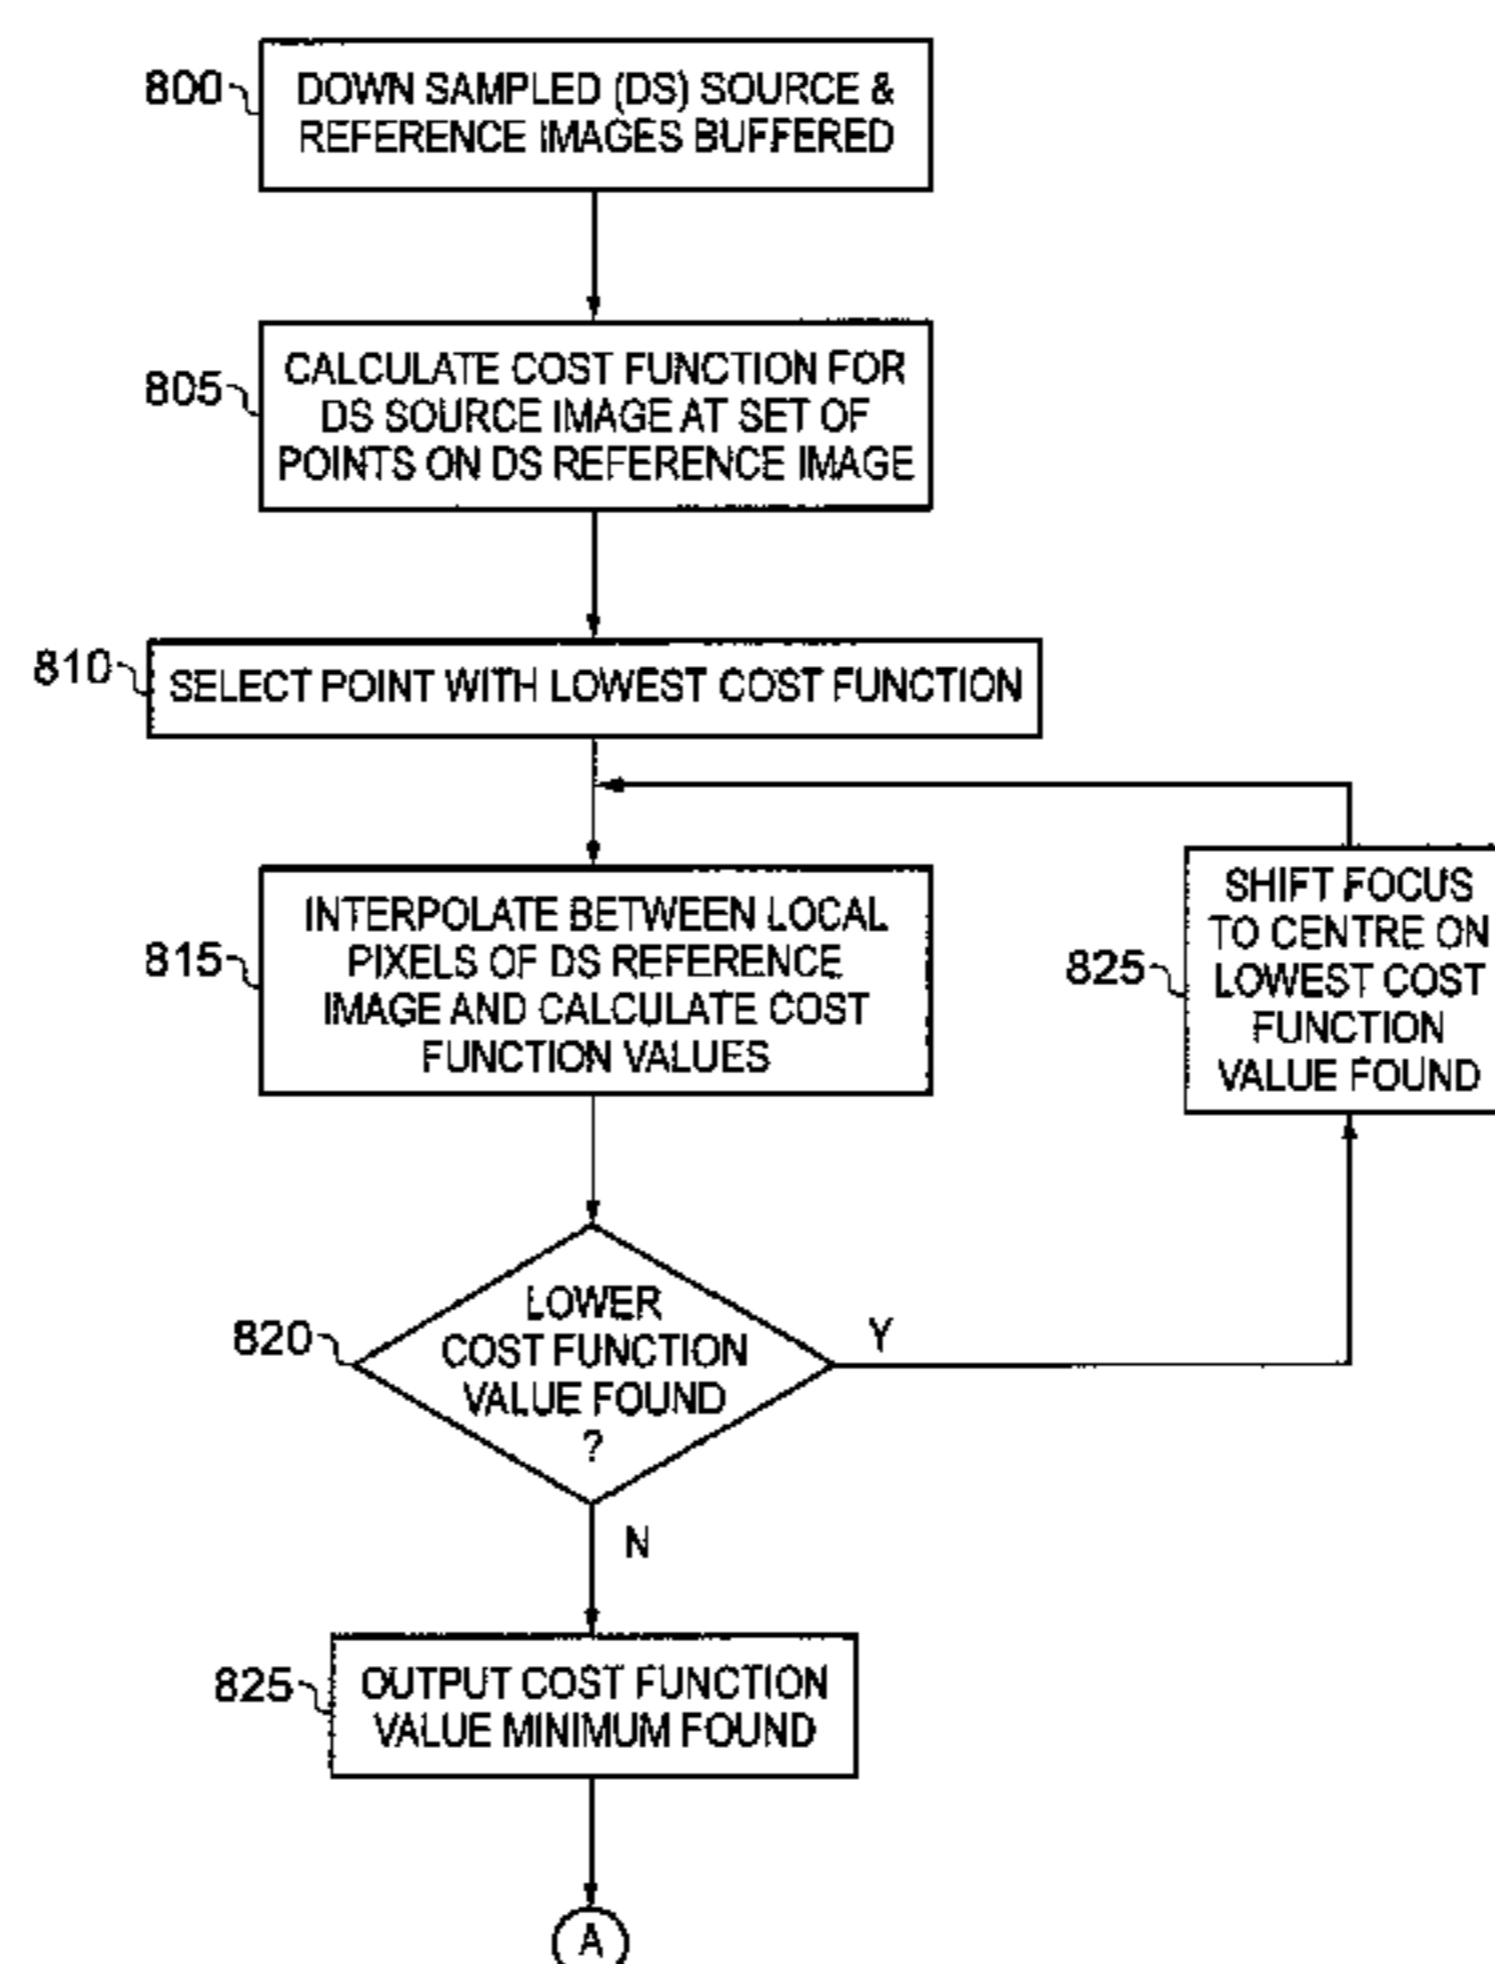 800
DOWN SAMPLED (DS) SOURCE &
REFERENCE IMAGES BUFFERED
805
CALCULATE COST FUNCTION FOR
DS SOURCE IMAGE AT SET OF
POINTS ON DS REFERENCE IMAGE
810
SELECT POINT WITH LOWEST COST FUNCTION
815
INTERPOLATE BETWEEN LOCAL
PIXELS OF DS REFERENCE
IMAGE AND CALCULATE COST
FUNCTION VALUES
825
SHIFT FOCUS
TO CENTRE ON
LOWEST COST
FUNCTION
VALUE FOUND
820
LOWER
COST FUNCTION
VALUE FOUND
?
Y
N
825
OUTPUT COST FUNCTION
VALUE MINIMUM FOUND
A